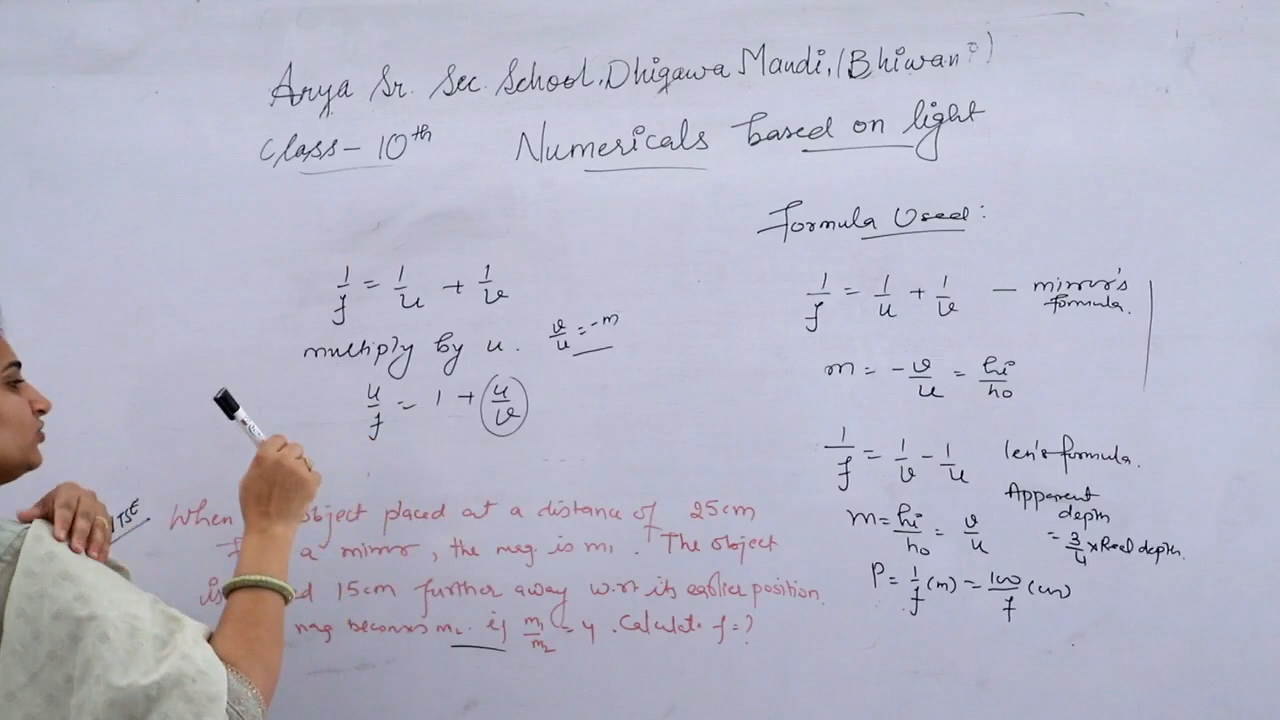 Arya Sr. Sec. School, Dhigawa Mandi, (Bhiwani)
Class - 10th Numericals based on light
Formula Used:
1/f = 1/u + 1/v
multiply by u. v/u = -m
u/f = 1 + u/v
1/f = 1/u + 1/v — mirror's formula.
m = -v/u = hi/ho
1/f = 1/v - 1/u len's formula.
m = hi/ho = v/u
Apparent depth = 3/4 x Real depth.
P = 1/f (m) = 100/f (cm)
NTSE
When object placed at a distance of 25cm
a mirror, the mag. is m1. The object
15cm further away w.r.t its earlier position.
mag becomes m2. if m1/m2 = 4. Calculate f = ?